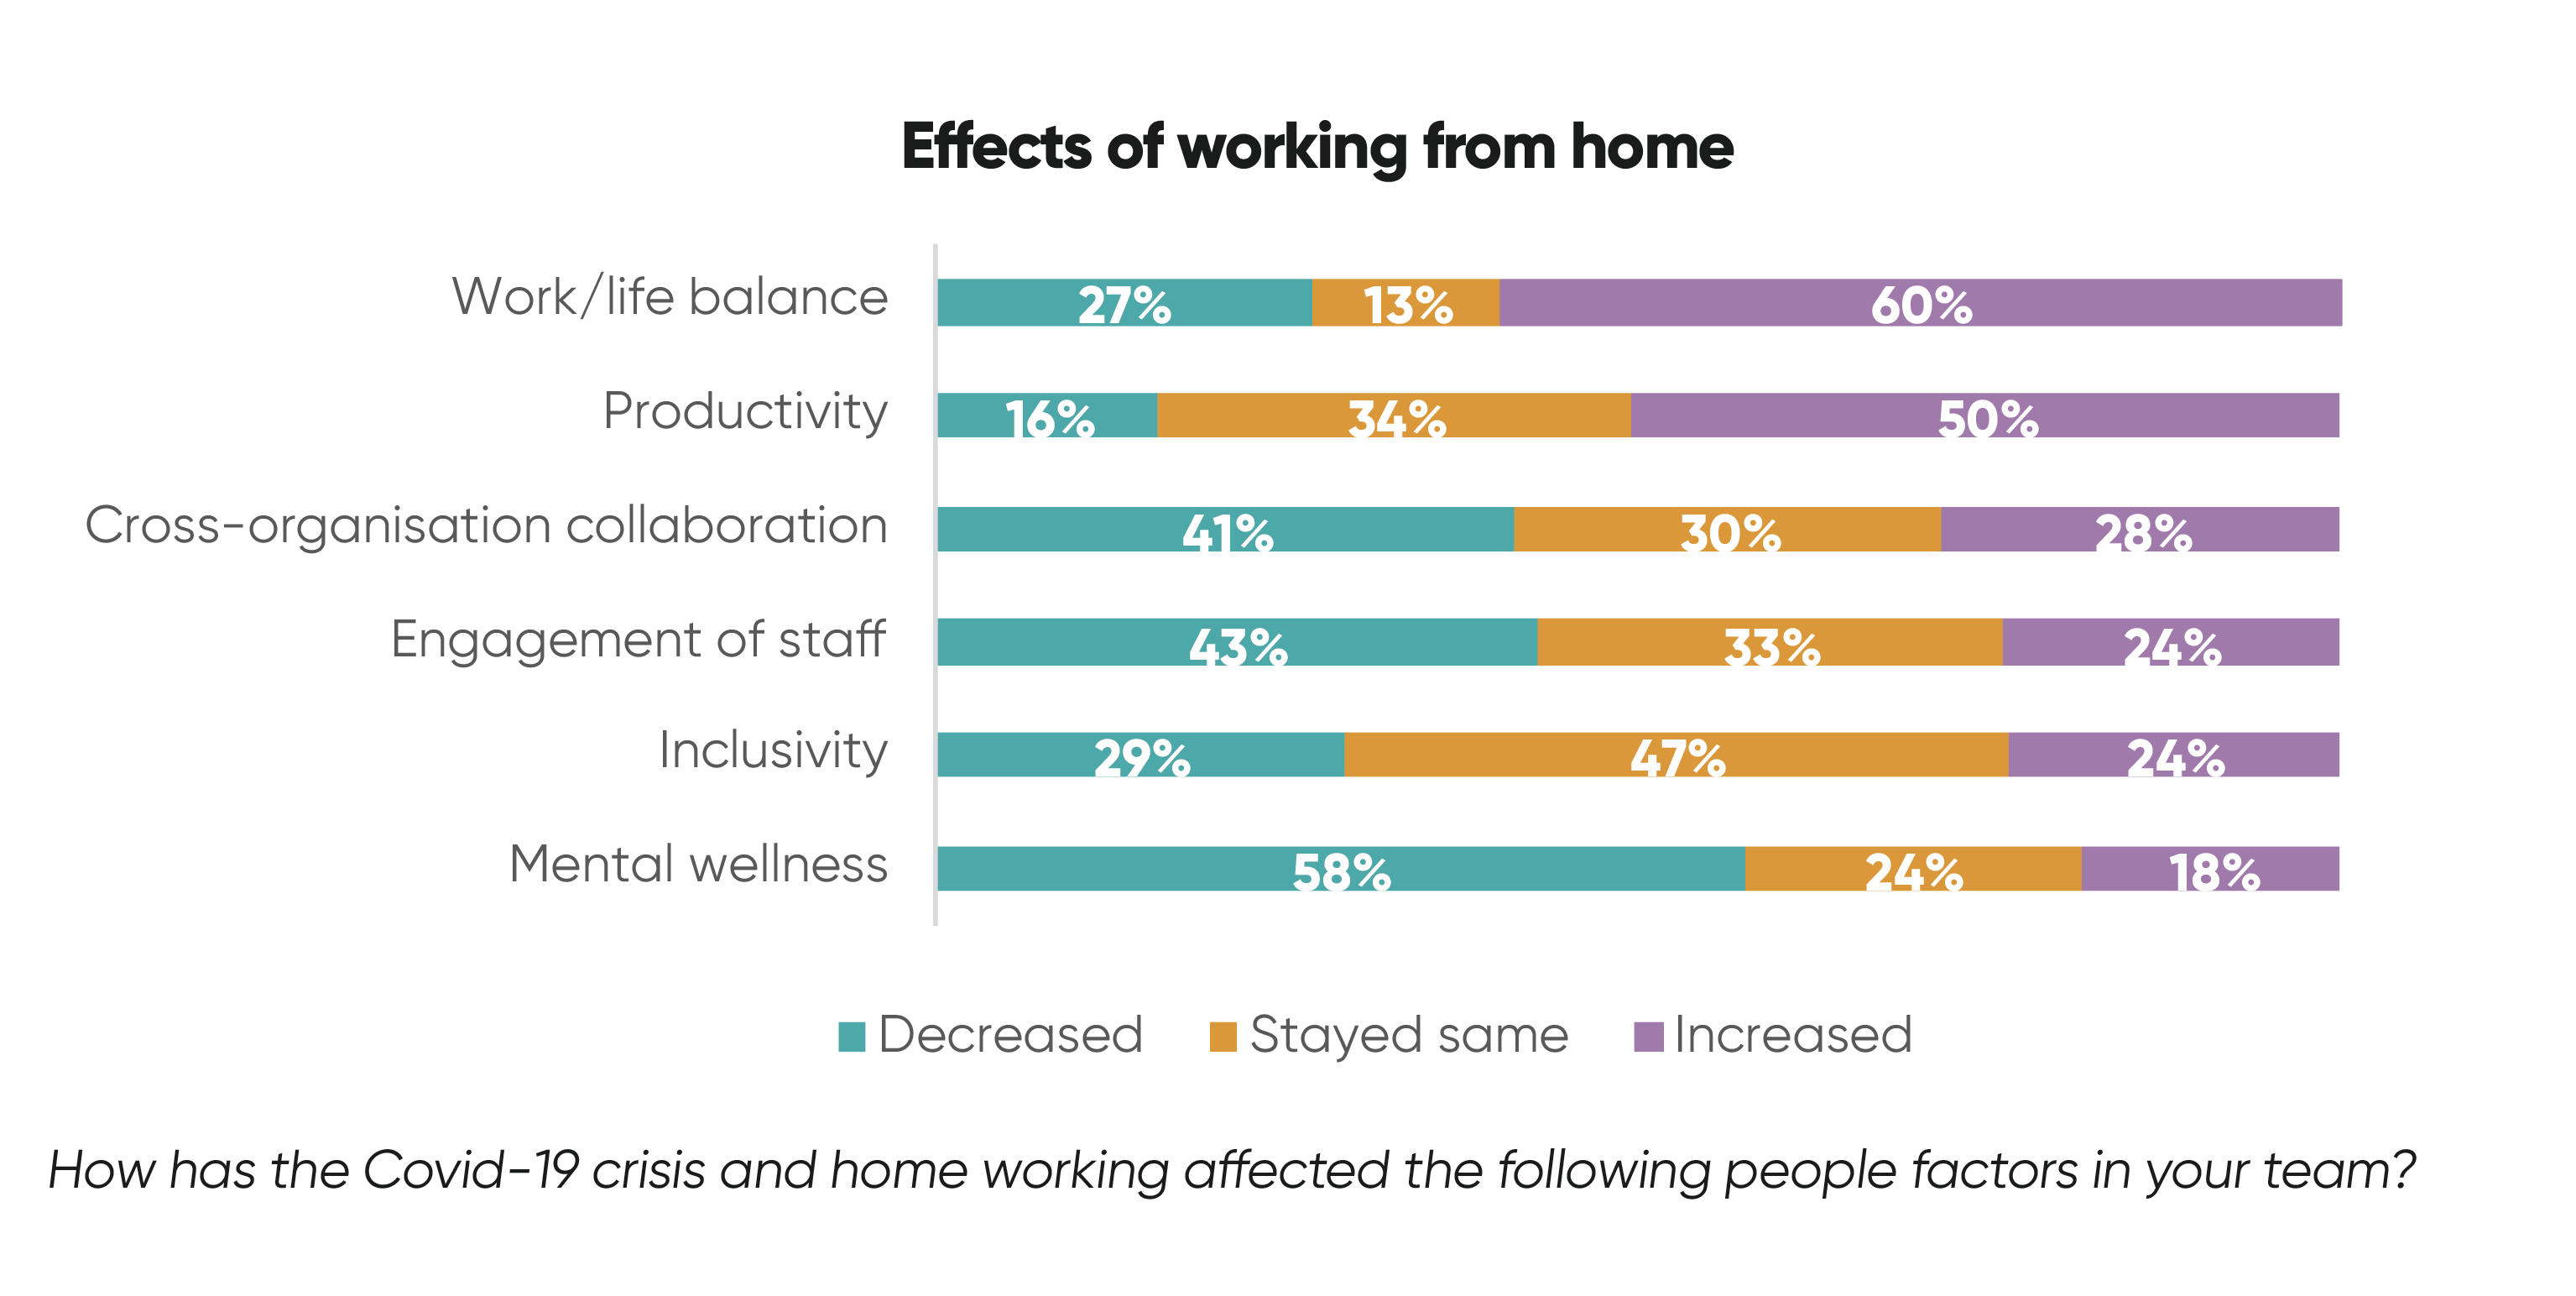 Effects of working from home
Work/life balance 27% 13% 60%
Productivity 16% 34% 50%
Cross-organisation collaboration 41% 30% 28%
Engagement of staff 43% 33% 24%
Inclusivity 29% 47% 24%
Mental wellness 58% 24% 18%
Decreased Stayed same Increased
How has the Covid-19 crisis and home working affected the following people factors in your team?